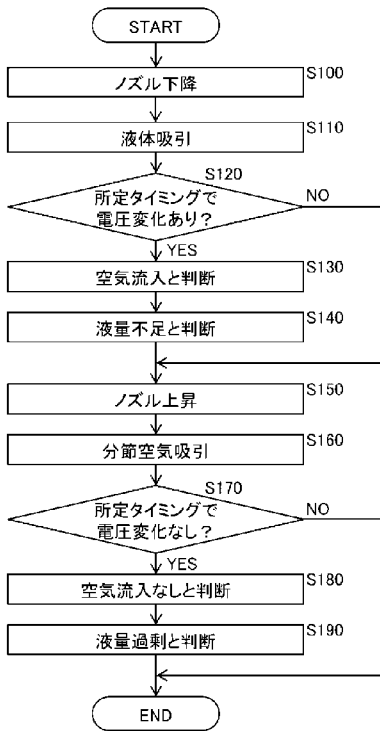 START
ノズル下降
S100
液体吸引
S110
S120
所定タイミングで
電圧変化あり?
NO
YES
空気流入と判断
S130
液量不足と判断
S140
ノズル上昇
S150
分節空気吸引
S160
S170
所定タイミングで
電圧変化なし?
NO
YES
空気流入なしと判断
S180
液量過剰と判断
S190
END